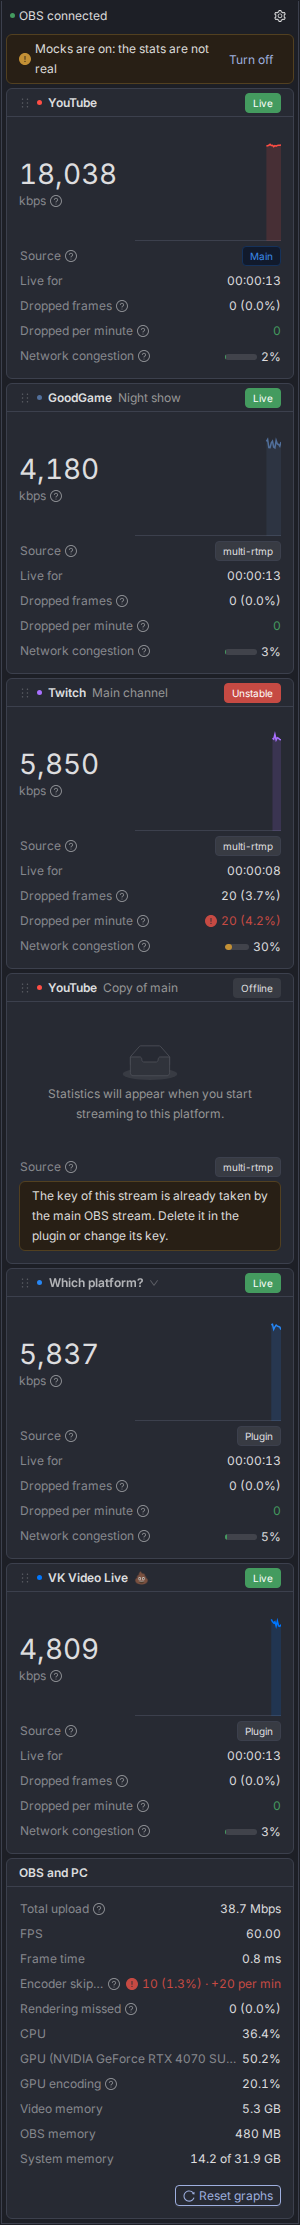 OBS connected
Mocks are on: the stats are not
real
Turn off
YouTube Live
18,038
kbps
Source Main
Live for 00:00:13
Dropped frames 0 (0.0%)
Dropped per minute 0
Network congestion 2%
GoodGame Night show Live
4,180
kbps
Source multi-rtmp
Live for 00:00:13
Dropped frames 0 (0.0%)
Dropped per minute 0
Network congestion 3%
Twitch Main channel Unstable
5,850
kbps
Source multi-rtmp
Live for 00:00:08
Dropped frames 20 (3.7%)
Dropped per minute 20 (4.2%)
Network congestion 30%
YouTube Copy of main Offline
Statistics will appear when you start
streaming to this platform.
Source multi-rtmp
The key of this stream is already taken by
the main OBS stream. Delete it in the
plugin or change its key.
Which platform? Live
5,837
kbps
Source Plugin
Live for 00:00:13
Dropped frames 0 (0.0%)
Dropped per minute 0
Network congestion 5%
VK Video Live 💩 Live
4,809
kbps
Source Plugin
Live for 00:00:13
Dropped frames 0 (0.0%)
Dropped per minute 0
Network congestion 3%
OBS and PC
Total upload 38.7 Mbps
FPS 60.00
Frame time 0.8 ms
Encoder skip... 10 (1.3%) · +20 per min
Rendering missed 0 (0.0%)
CPU 36.4%
GPU (NVIDIA GeForce RTX 4070 SU... 50.2%
GPU encoding 20.1%
Video memory 5.3 GB
OBS memory 480 MB
System memory 14.2 of 31.9 GB
Reset graphs